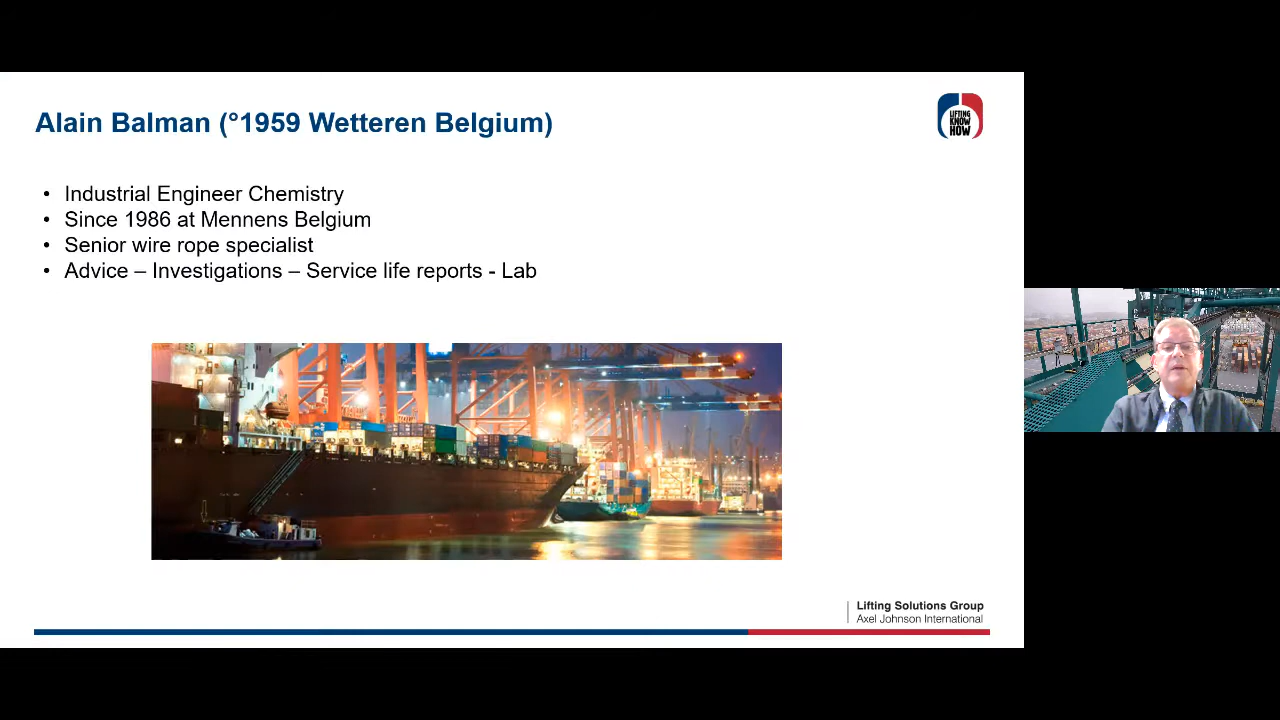 Alain Balman (°1959 Wetteren Belgium)
LIFTING
KNOW
HOW
• Industrial Engineer Chemistry
• Since 1986 at Mennens Belgium
• Senior wire rope specialist
• Advice – Investigations – Service life reports - Lab
Lifting Solutions Group
Axel Johnson International